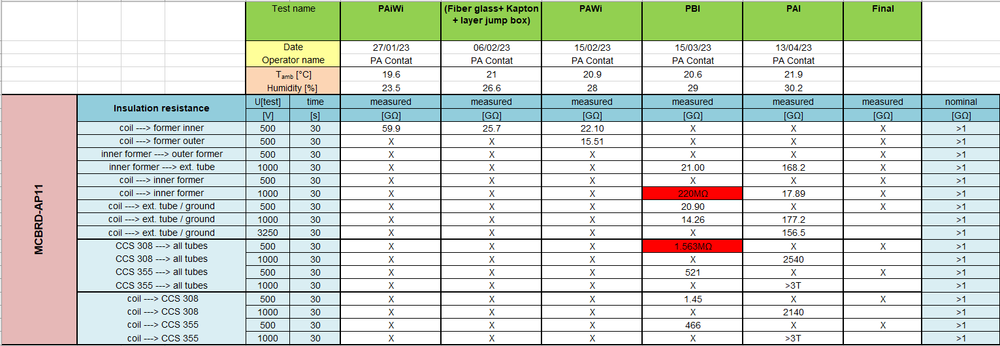 Test name PAiWi (Fiber glass+ Kapton + layer jump box) PAWi PBI PAI Final
Date 27/01/23 06/02/23 15/02/23 15/03/23 13/04/23
Operator name PA Contat PA Contat PA Contat PA Contat PA Contat
Tamb [°C] 19.6 21 20.9 20.6 21.9
Humidity [%] 23.5 26.6 28 29 30.2
MCBRD-AP11
Insulation resistance U[test] time measured measured measured measured measured measured nominal
[V] [s] [GΩ] [GΩ] [GΩ] [GΩ] [GΩ] [GΩ] [GΩ]
coil ---> former inner 500 30 59.9 25.7 22.10 X X X >1
coil ---> former outer 500 30 X X 15.51 X X X >1
inner former ---> outer former 500 30 X X X X X X >1
inner former ---> ext. tube 1000 30 X X X 21.00 168.2 X >1
coil ---> inner former 500 30 X X X X X X >1
coil ---> inner former 1000 30 X X X 220MΩ 17.89 X >1
coil ---> ext. tube / ground 500 30 X X X 20.90 X X >1
coil ---> ext. tube / ground 1000 30 X X X 14.26 177.2 >1
coil ---> ext. tube / ground 3250 30 X X X X 156.5 >1
CCS 308 ---> all tubes 500 30 X X X 1.563MΩ X X >1
CCS 308 ---> all tubes 1000 30 X X X X 2540 >1
CCS 355 ---> all tubes 500 30 X X X 521 X X >1
CCS 355 ---> all tubes 1000 30 X X X X >3T >1
coil ---> CCS 308 500 30 X X X 1.45 X X >1
coil ---> CCS 308 1000 30 X X X X 2140 >1
coil ---> CCS 355 500 30 X X X 466 X X >1
coil ---> CCS 355 1000 30 X X X X >3T >1